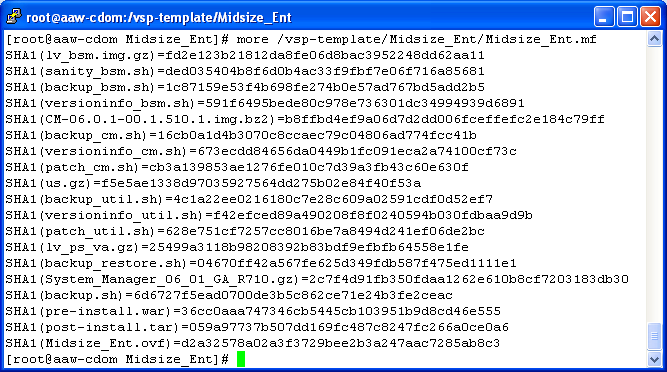 root@aaw-cdom:/vsp-template/Midsize_Ent
[root@aaw-cdom Midsize_Ent]# more /vsp-template/Midsize_Ent/Midsize_Ent.mf
SHA1(lv_bsm.img.gz)=fd2e123b21812da8fe06d8bac3952248dd62aa11
SHA1(sanity_bsm.sh)=ded035404b8f6d0b4ac33f9fbf7e06f716a85681
SHA1(backup_bsm.sh)=1c87159e53f4b698fe274b0e57ad767bd5add2b5
SHA1(versioninfo_bsm.sh)=591f6495bede80c978e736301dc34994939d6891
SHA1(CM-06.0.1-00.1.510.1.img.bz2)=b8ffbd4ef9a06d7d2dd006fceffefc2e184c79ff
SHA1(backup_cm.sh)=16cb0a1d4b3070c8ccaec79c04806ad774fcc41b
SHA1(versioninfo_cm.sh)=673ecdd84656da0449b1fc091eca2a74100cf73c
SHA1(patch_cm.sh)=cb3a139853ae1276fe010c7d39a3fb43c60e630f
SHA1(us.gz)=f5e5ae1338d97035927564dd275b02e84f40f53a
SHA1(backup_util.sh)=4c1a22ee0216180c7e28c609a02591cdf0d52ef7
SHA1(versioninfo_util.sh)=f42efced89a490208f8f0240594b030fdbaa9d9b
SHA1(patch_util.sh)=628e751cf7257cc8016be7a8494d241ef06de2bc
SHA1(lv_ps_va.gz)=25499a3118b98208392b83bdf9efbfb64558e1fe
SHA1(backup_restore.sh)=04670ff42a567fe625d349fdb587f475ed1111e1
SHA1(System_Manager_06_01_GA_R710.gz)=2c7f4d91fb350fdaa1262e610b8cf7203183db30
SHA1(backup.sh)=6d6727f5ead0700de3b5c862ce71e24b3fe2ceac
SHA1(pre-install.war)=36cc0aaa747346cb5445cb103951b9d8cd46e555
SHA1(post-install.tar)=059a97737b507dd169fc487c8247fc266a0ce0a6
SHA1(Midsize_Ent.ovf)=d2a32578a02a3f3729bee2b3a247aac7285ab8c3
[root@aaw-cdom Midsize_Ent]#